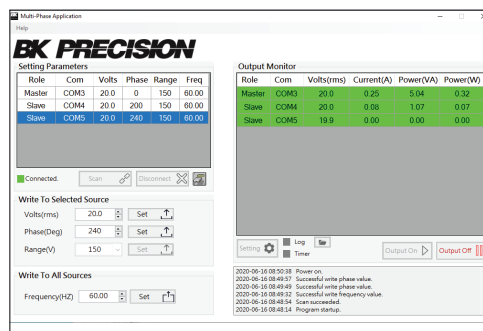 Multi-Phase Application
Help
BK PRECISION
Setting Parameters
Role Com Volts Phase Range Freq
Master COM3 20.0 0 150 60.00
Slave COM4 20.0 200 150 60.00
Slave COM5 20.0 240 150 60.00
Connected. Scan Disconnect
Write To Selected Source
Volts(rms) 20.0 Set
Phase(Deg) 240 Set
Range(V) 150 Set
Write To All Sources
Frequency(HZ) 60.00 Set
Output Monitor
Role Com Volts(rms) Current(A) Power(VA) Power(W)
Master COM3 20.0 0.25 5.04 0.32
Slave COM4 20.0 0.08 1.07 0.07
Slave COM5 19.9 0.00 0.00 0.00
Setting Log Timer Output On Output Off
2020-06-16 08:50:38 Power on.
2020-06-16 08:49:57 Successful write phase value.
2020-06-16 08:49:49 Successful write phase value.
2020-06-16 08:49:32 Successful write frequency value.
2020-06-16 08:48:54 Scan succeeded.
2020-06-16 08:48:14 Program startup.